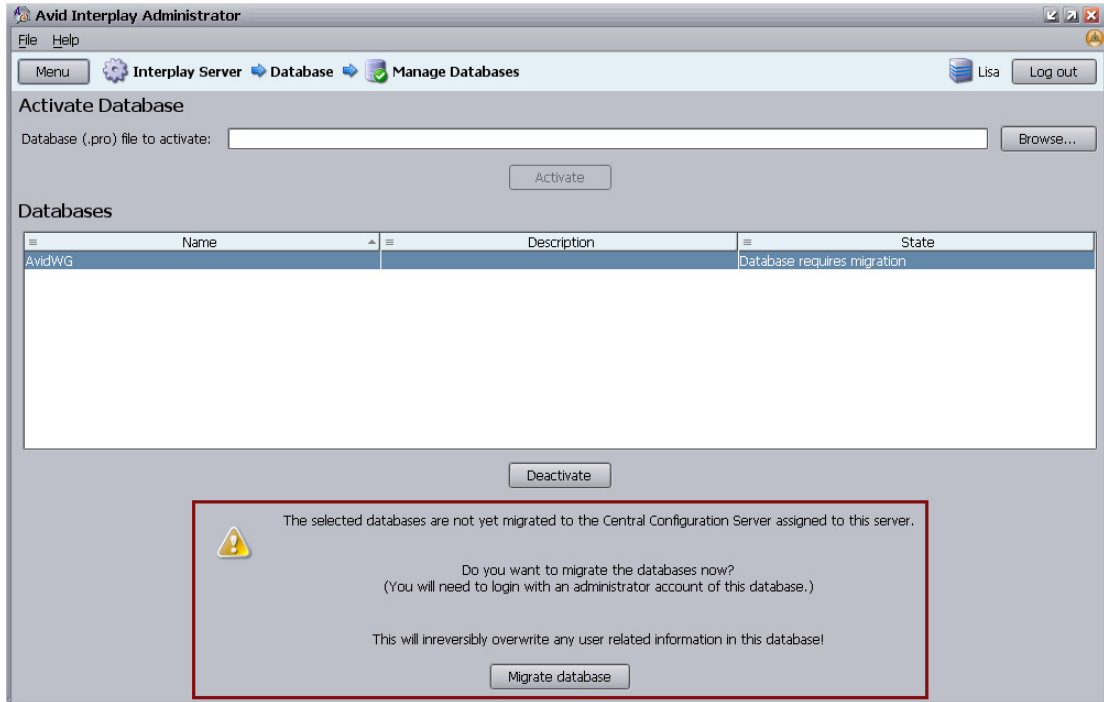 Avid Interplay Administrator
File Help
Menu Interplay Server Database Manage Databases Lisa Log out
Activate Database
Database (.pro) file to activate: Browse...
Activate
Databases
Name Description State
AvidWG Database requires migration
Deactivate
The selected databases are not yet migrated to the Central Configuration Server assigned to this server.
Do you want to migrate the databases now?
(You will need to login with an administrator account of this database.)
This will inreversibly overwrite any user related information in this database!
Migrate database